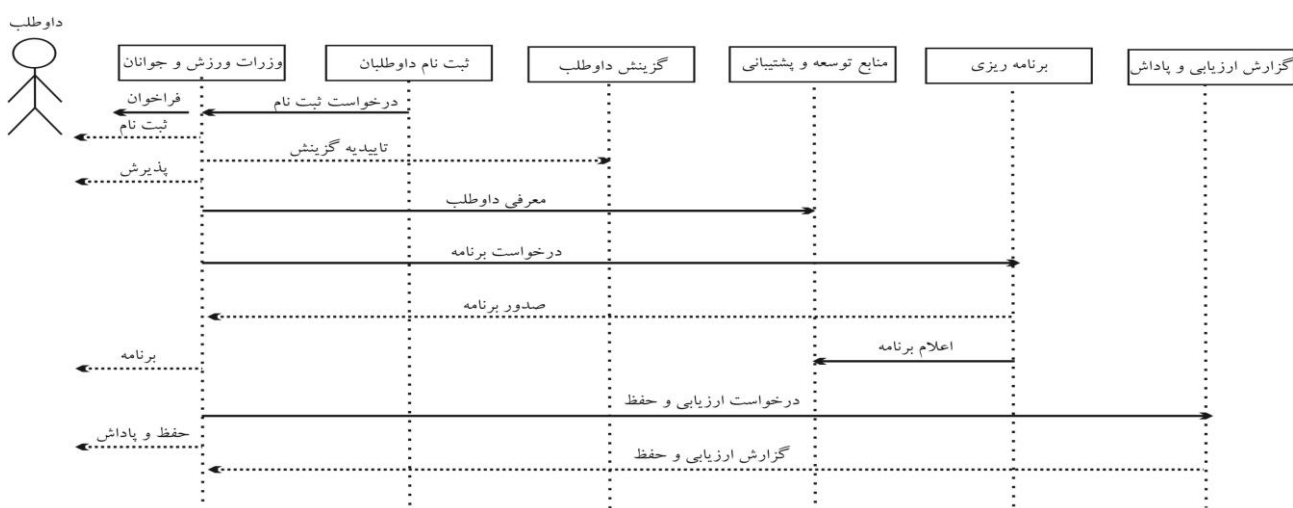 داوطلب
وزرات ورزش و جوانان
ثبت نام داوطلبان
گزینش داوطلب
منابع توسعه و پشتیبانی
برنامه ریزی
گزارش ارزیابی و پاداش
فراخوان
درخواست ثبت نام
ثبت نام
تاییدیه گزینش
پذیرش
معرفی داوطلب
درخواست برنامه
صدور برنامه
اعلام برنامه
برنامه
درخواست ارزیابی و حفظ
حفظ و پاداش
گزارش ارزیابی و حفظ